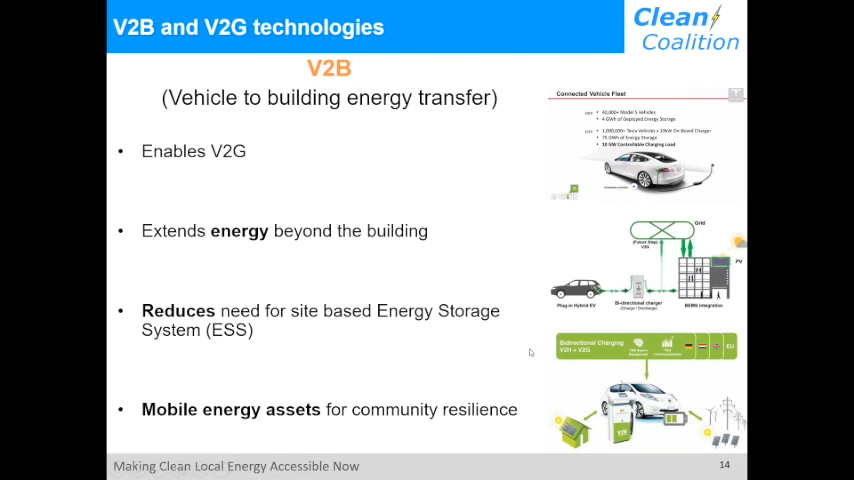 V2B and V2G technologies
Clean
Coalition
V2B
(Vehicle to building energy transfer)
• Enables V2G
• Extends energy beyond the building
• Reduces need for site based Energy Storage
System (ESS)
• Mobile energy assets for community resilience
Connected Vehicle Fleet
• 40,000+ Model S Vehicles
• 4 GWh of Deployed Energy Storage
• 1,000,000+ Tesla Vehicles x 10kW On-Board Charger
• 75 GWh of Energy Storage
• 10 GW Controllable Charging Load
Grid
(Future Step)
V2G
PV
Plug-in Hybrid EV
Bi-directional charger
(Charge / Discharge)
BEMS integration
Bidirectional Charging
V2H + V2G
EU
Making Clean Local Energy Accessible Now
14